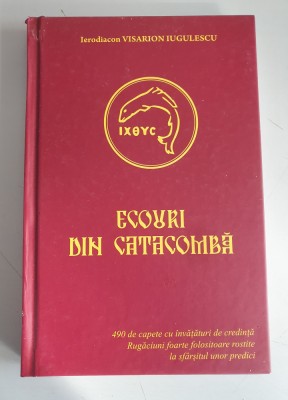 Ierodiacon VISARION IUGULESCU
ΙΧΘΥС
ECOURI
DIN CATACOMBĂ
490 de capete cu învățături de credință
Rugăciuni foarte folositoare rostite
la sfârșitul unor predici